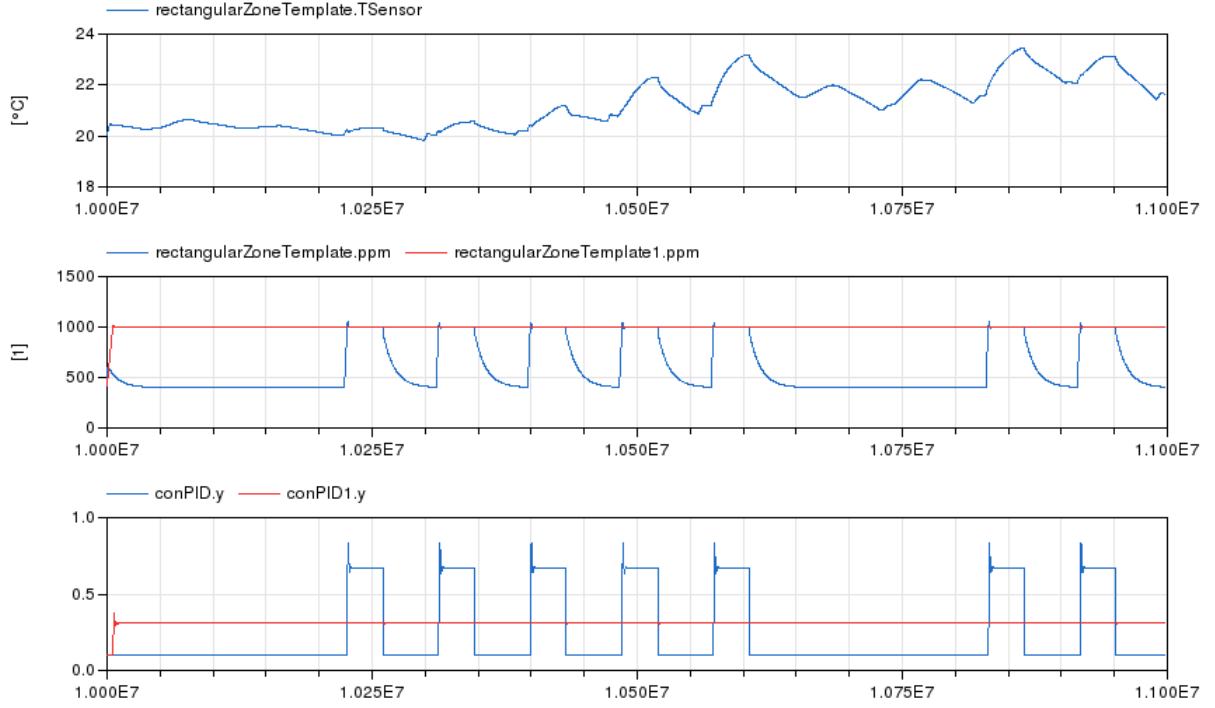 rectangularZoneTemplate.TSensor
24
22
20
18
[°C]
1.000E7 1.025E7 1.050E7 1.075E7 1.100E7
rectangularZoneTemplate.ppm rectangularZoneTemplate1.ppm
1500
1000
500
0
[1]
1.000E7 1.025E7 1.050E7 1.075E7 1.100E7
conPID.y conPID1.y
1.0
0.5
0.0
1.000E7 1.025E7 1.050E7 1.075E7 1.100E7